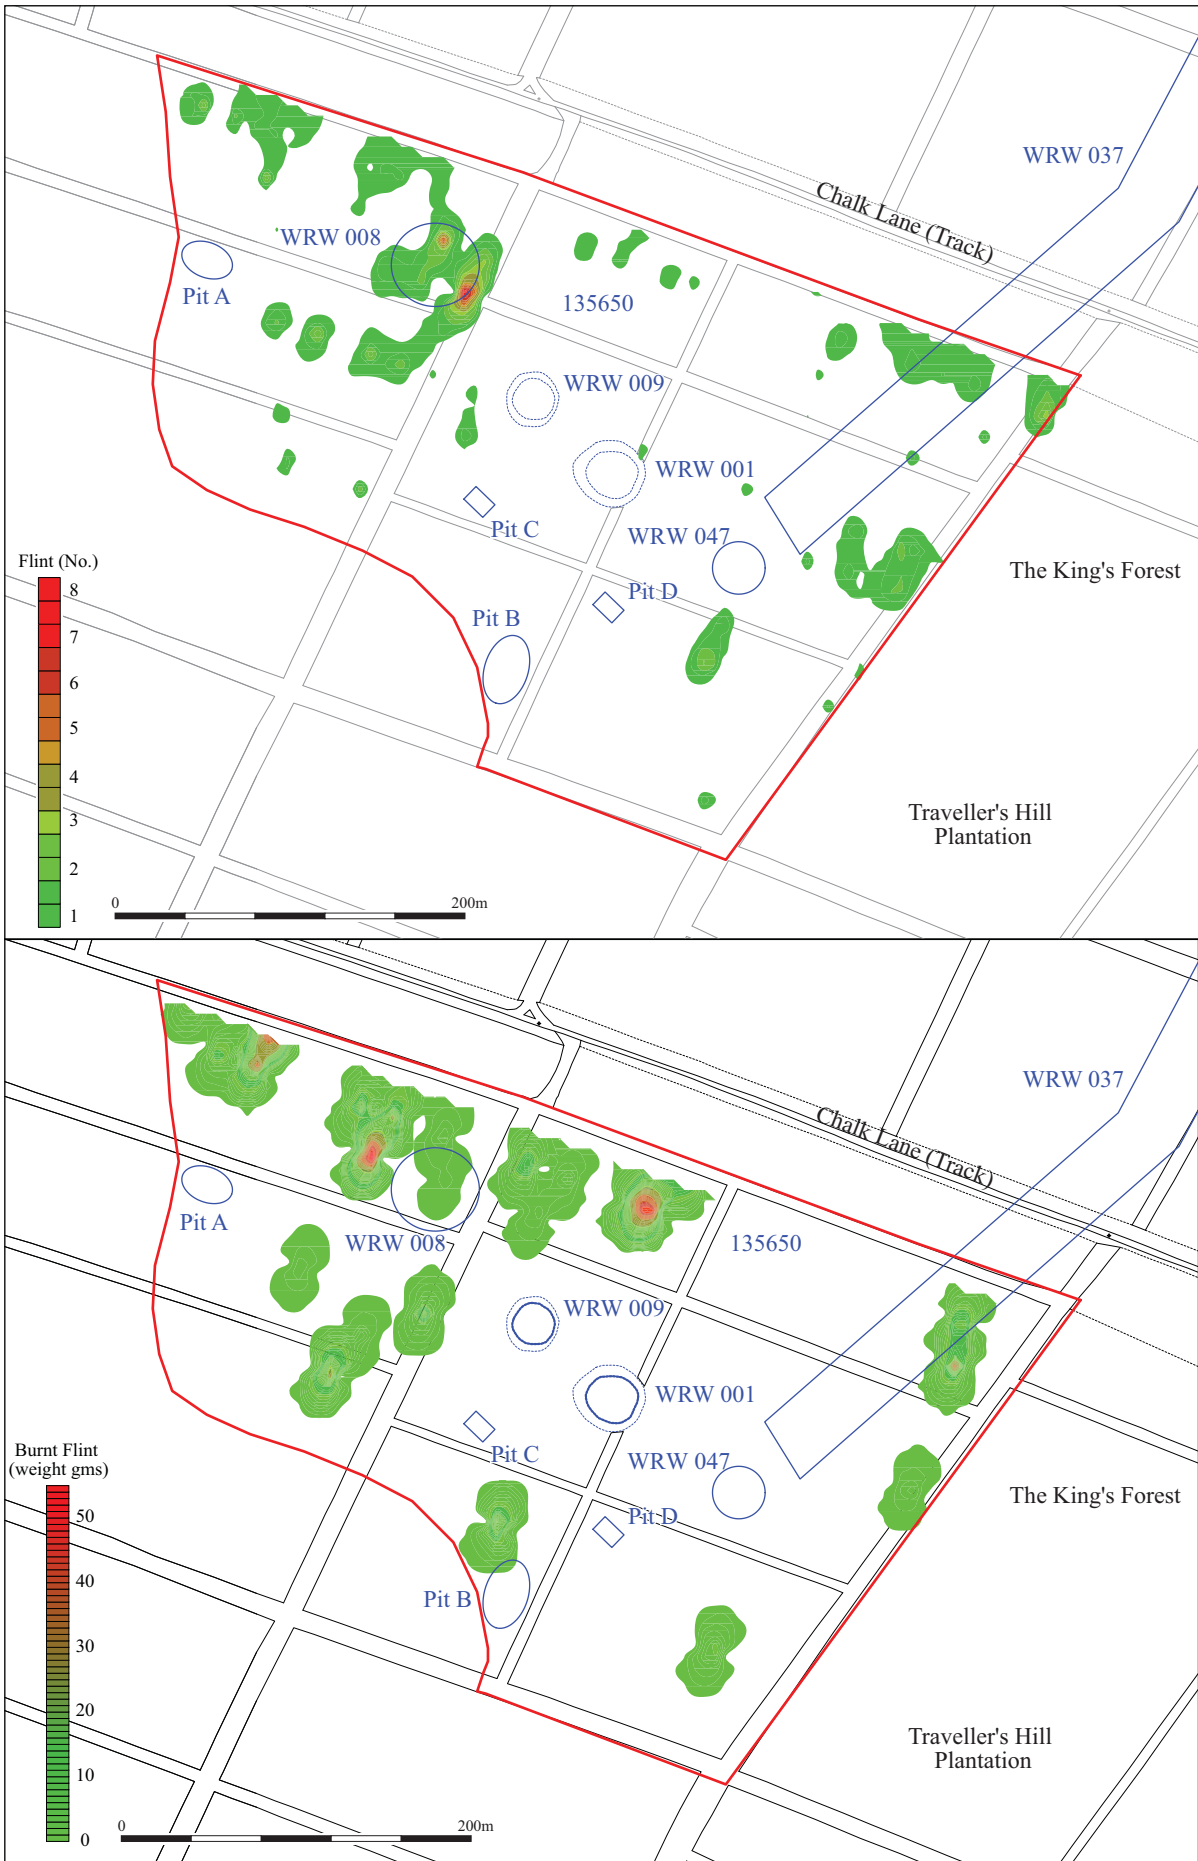 WRW 037
Chalk Lane (Track)
WRW 008
Pit A
135650
WRW 009
WRW 001
Pit C
WRW 047
The King's Forest
Flint (No.)
Pit D
Pit B
8
7
6
5
4
3
2
1
Traveller's Hill
Plantation
0 200m
WRW 037
Chalk Lane (Track)
Pit A
WRW 008
135650
WRW 009
WRW 001
Pit C
WRW 047
The King's Forest
Burnt Flint
(weight gms)
Pit D
Pit B
50
40
30
20
10
0
Traveller's Hill
Plantation
0 200m